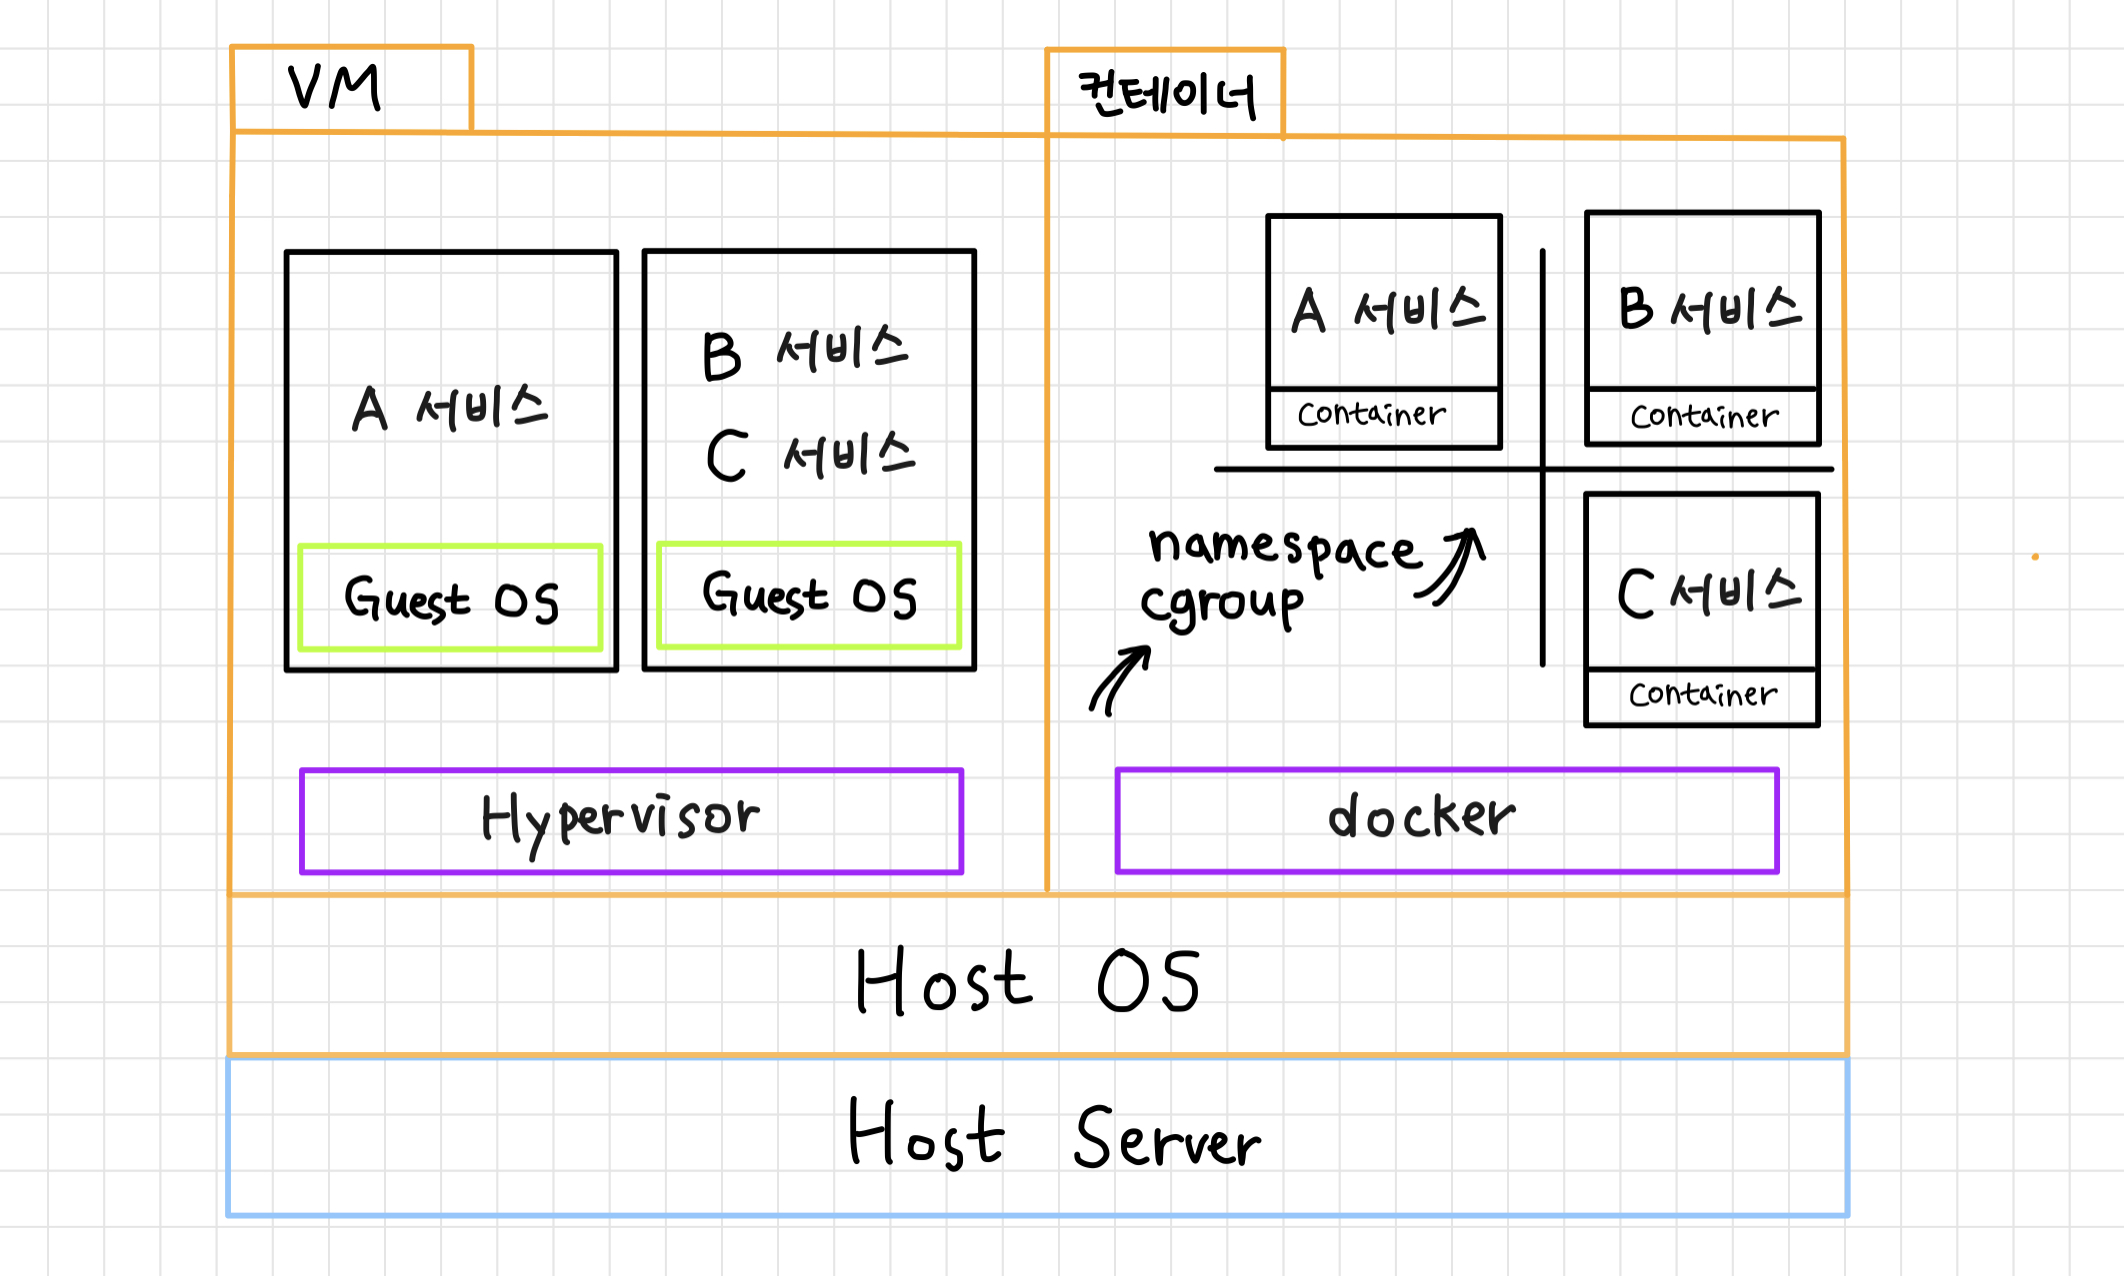 VM
컨테이너
A 서비스
Guest OS
B 서비스
C 서비스
Guest OS
Hypervisor
A 서비스
Container
B 서비스
Container
namespace
cgroup
C 서비스
Container
docker
Host OS
Host Server